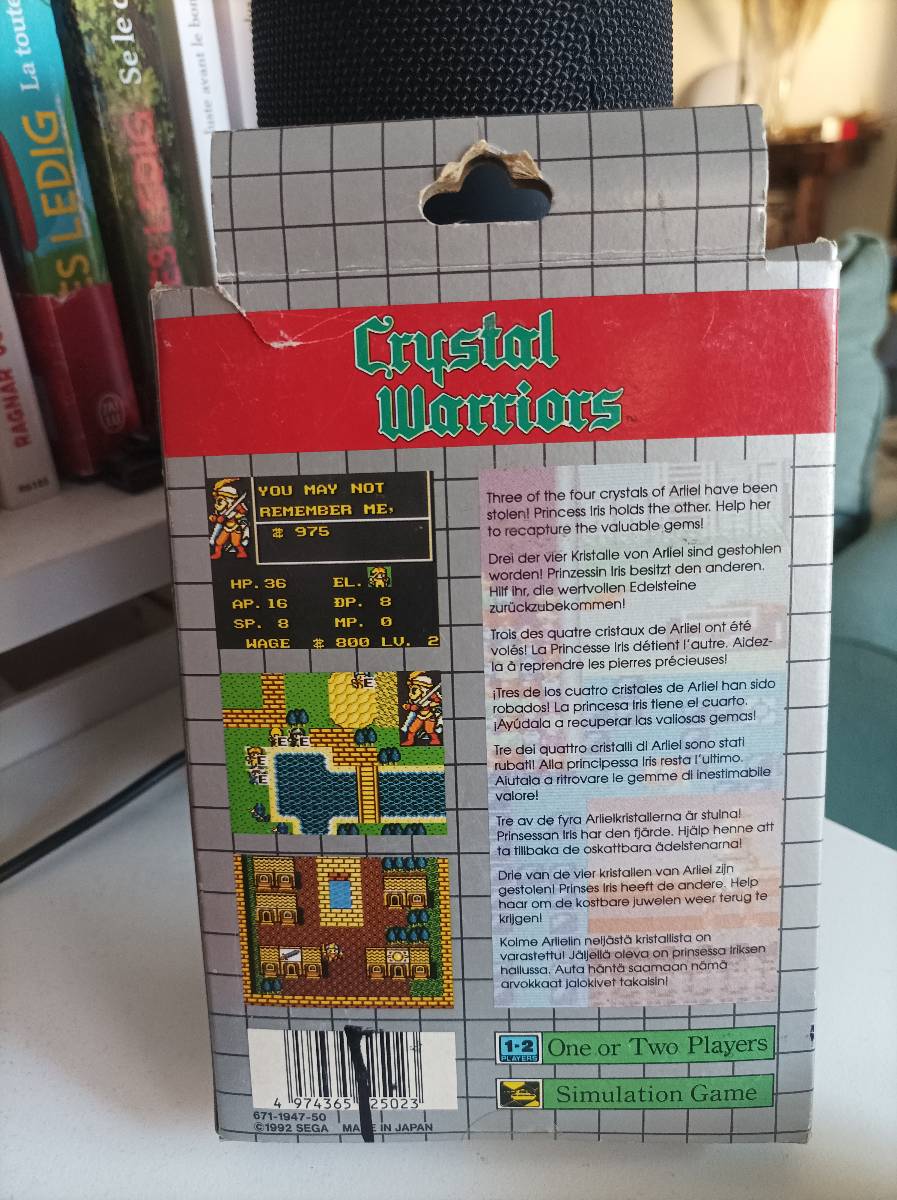 La toute
ES LEDIG
Se le
ES LEDIG
Juste avant le bon
RAGNAR
Crystal
Warriors
™
YOU MAY NOT
REMEMBER ME,
975
HP. 36 EL.
AP. 16 DP. 8
SP. 8 MP. 0
WAGE 800 LV. 2
E
E E
E
E
Three of the four crystals of Arliel have been
stolen! Princess Iris holds the other. Help her
to recapture the valuable gems!
Drei der vier Kristalle von Arliel sind gestohlen
worden! Prinzessin Iris besitzt den anderen.
Hilf ihr, die wertvollen Edelsteine
zurückzubekommen!
Trois des quatre cristaux de Arliel ont été
volés! La Princesse Iris détient l'autre. Aidez-
la à reprendre les pierres précieuses!
¡Tres de los cuatro cristales de Arliel han sido
robados! La princesa Iris tiene el cuarto.
¡Ayúdala a recuperar las valiosas gemas!
Tre dei quattro cristalli di Arliel sono stati
rubati! Alla principessa Iris resta l'ultimo.
Aiutala a ritrovare le gemme di inestimabile
valore!
Tre av de fyra Arlielkristallerna är stulna!
Prinsessan Iris har den fjärde. Hjälp henne att
ta tillbaka de oskattbara ädelstenarna!
Drie van de vier kristallen van Arliel zijn
gestolen! Prinses Iris heeft de andere. Help
haar om de kostbare juwelen weer terug te
krijgen!
Kolme Arlielin neljästä kristallista on
varastettu! Jäljellä oleva on prinsessa Iriksen
hallussa. Auta häntä saamaan nämä
arvokkaat jalokivet takaisin!
1-2
PLAYERS
One or Two Players
Simulation Game
4 974365 25023
671-1947-50
©1992 SEGA MADE IN JAPAN